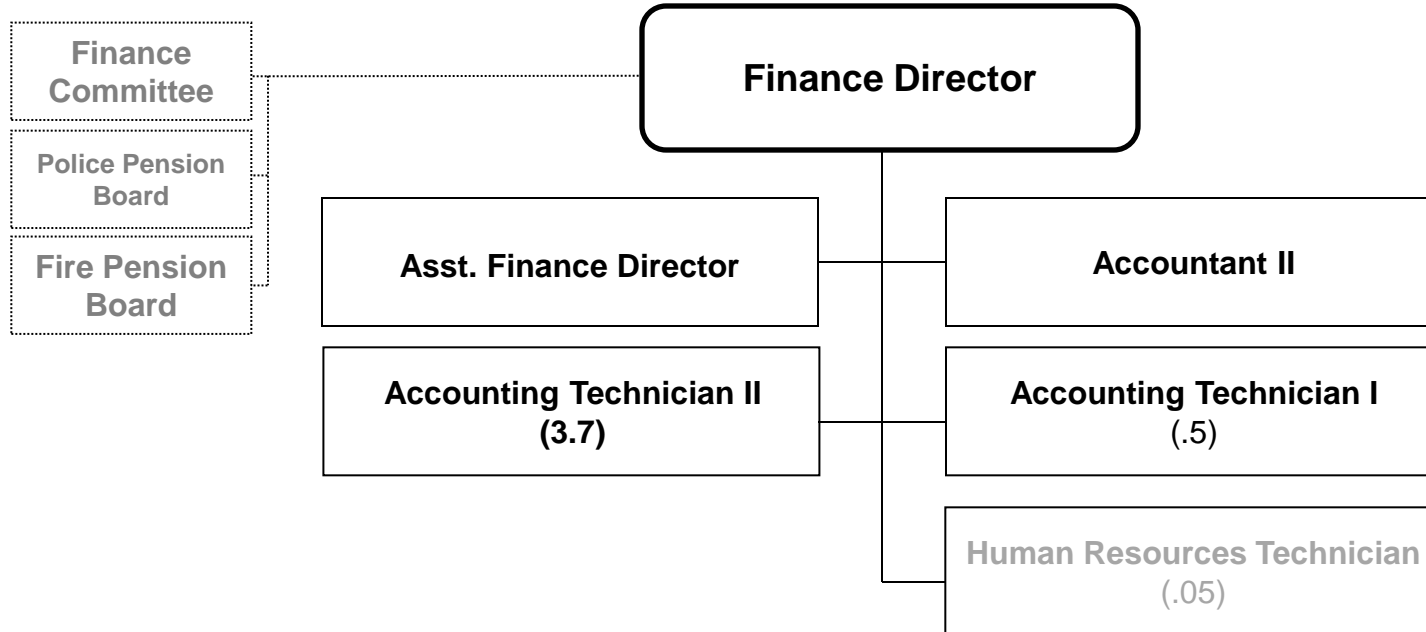 Finance
Committee
Police Pension
Board
Fire Pension
Board
Finance Director
Asst. Finance Director
Accountant II
Accounting Technician II
(3.7)
Accounting Technician I
(.5)
Human Resources Technician
(.05)